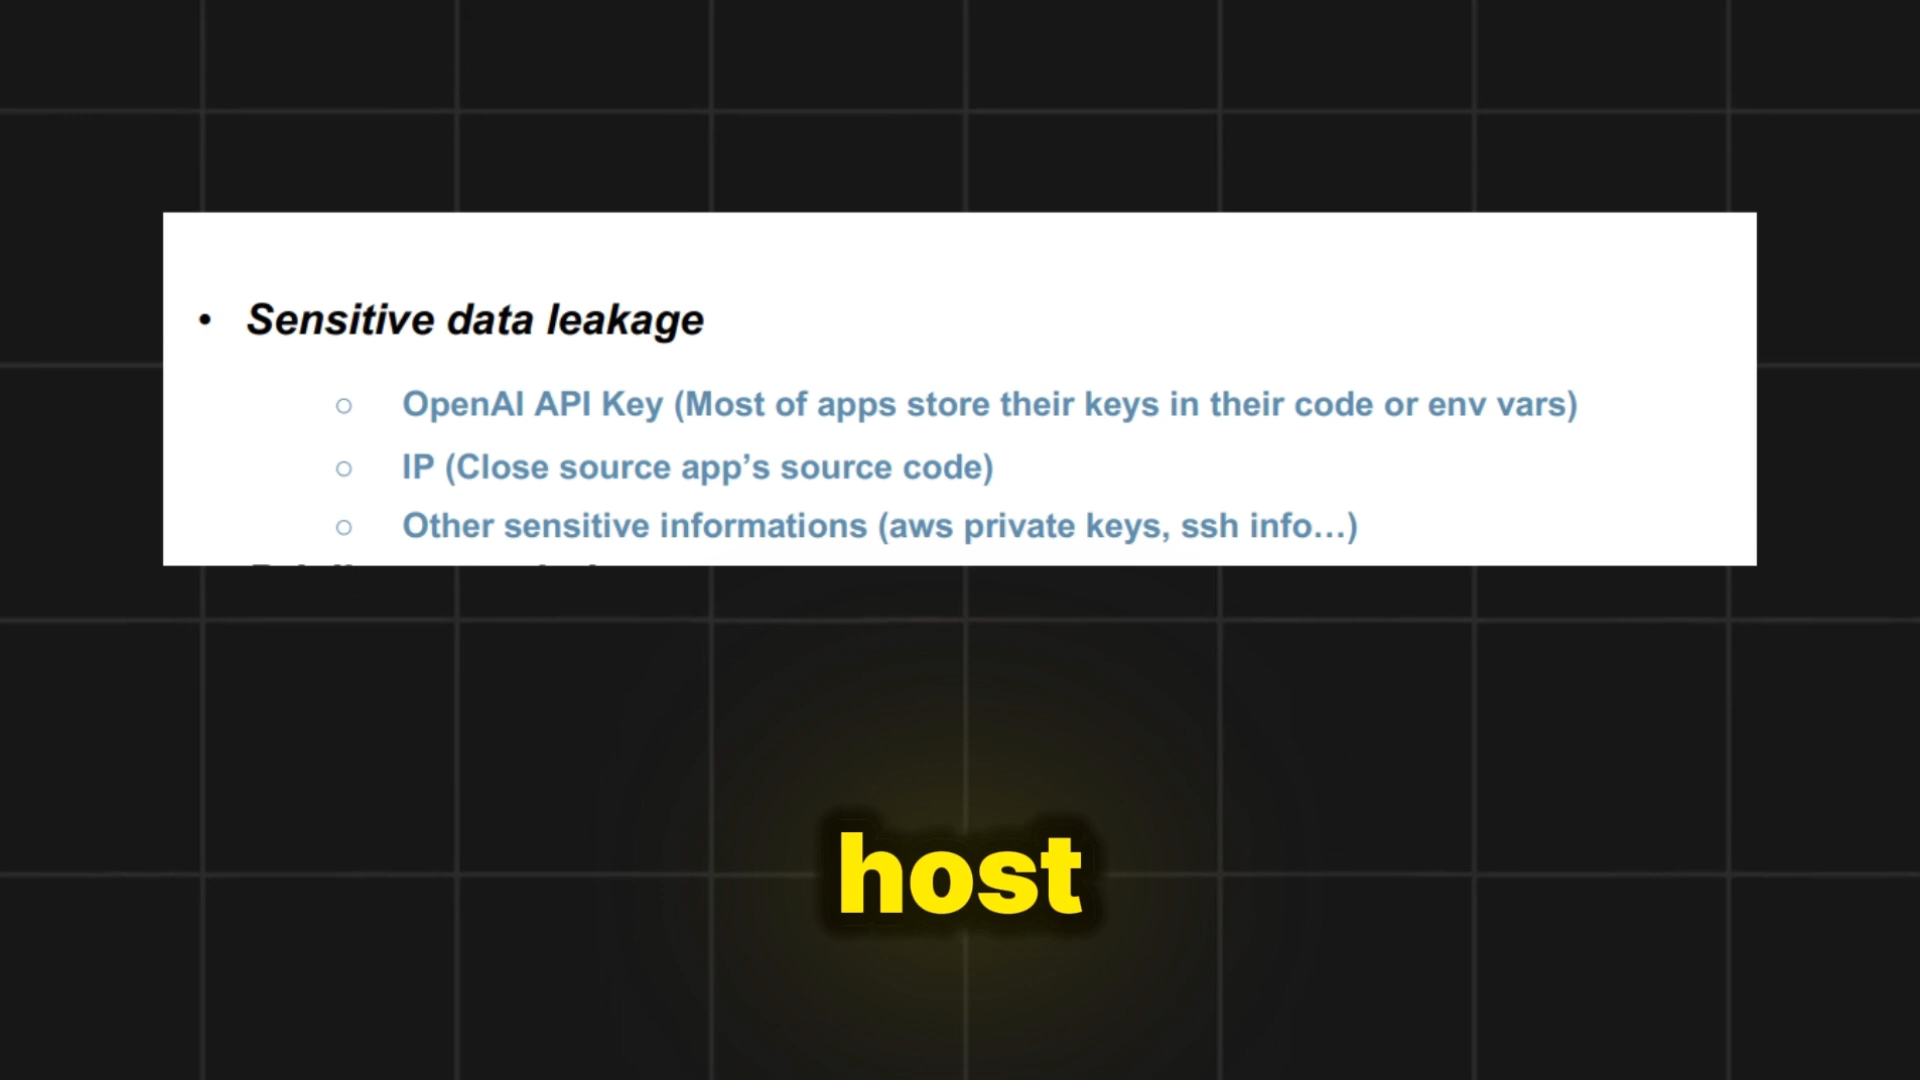 • Sensitive data leakage
○ OpenAI API Key (Most of apps store their keys in their code or env vars)
○ IP (Close source app's source code)
○ Other sensitive informations (aws private keys, ssh info…)
host